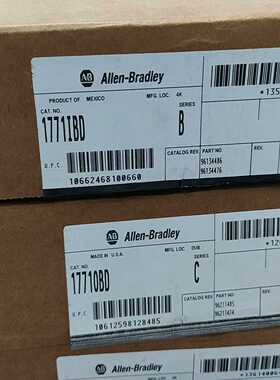 AB Allen-Bradley
PRODUCT OF MEXICO MFG. LOC. 4K
CAT. NO. SERIES
1771IBD B
CATALOG REV. PART NO.
96134486
96134476
U.P.C.
10662468100660
AB Allen-Bradley
MADE IN U.S.A. MFG. LOC. DUB
CAT. NO. SERIES
1771OBD C
CATALOG REV. PART NO.
96211485
96211474
U.P.C.
10612598128485
AB Allen-Bradley